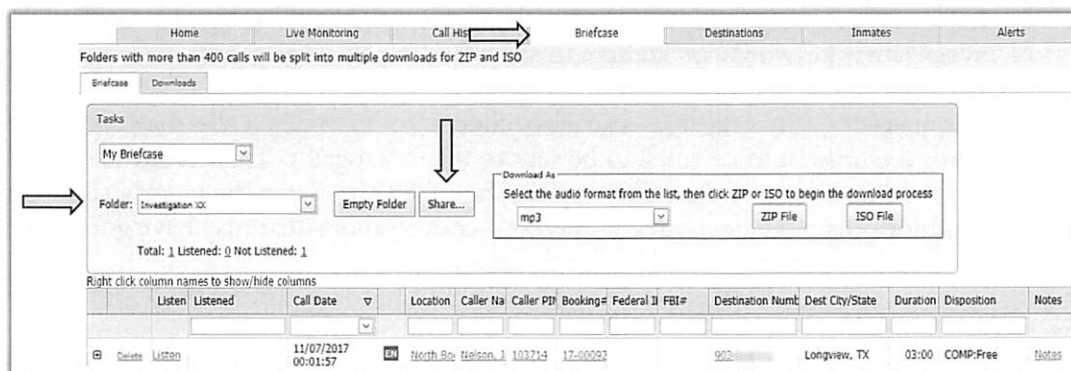 Home Live Monitoring Call His Briefcase Destinations Inmates Alerts
Folders with more than 400 calls will be split into multiple downloads for ZIP and ISO
Briefcase Downloads
Tasks
My Briefcase
Download As
Select the audio format from the list, then click ZIP or ISO to begin the download process
Folder: Investigation XX Empty Folder Share... mp3 ZIP File ISO File
Total: 1 Listened: 0 Not Listened: 1
Right click column names to show/hide columns
Listen Listened Call Date Location Caller Na Caller PIN Booking# Federal I FBI# Destination Numb Dest City/State Duration Disposition Notes
Delete Listen 11/07/2017 00:01:57 EN North Bo Nelson, J 103714 17-00092 902 Longview, TX 03:00 COMP:Free Notes